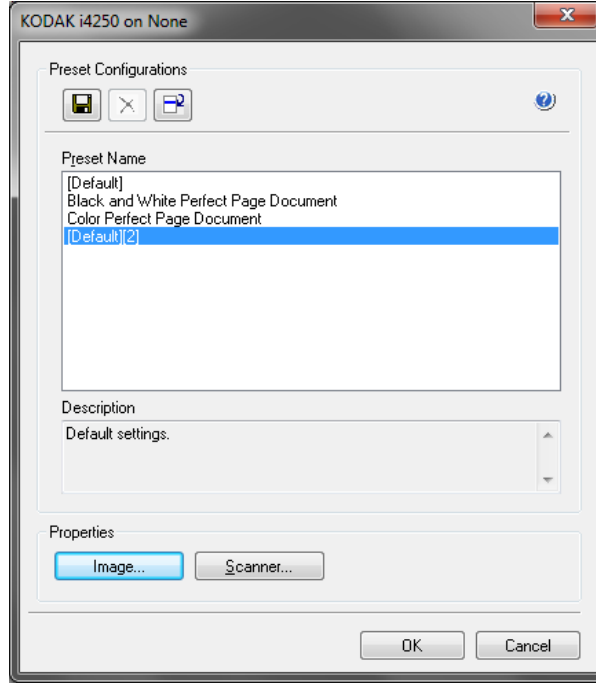 KODAK i4250 on None
Preset Configurations
Preset Name
[Default]
Black and White Perfect Page Document
Color Perfect Page Document
[Default][2]
Description
Default settings.
Properties
Image... Scanner...
OK Cancel